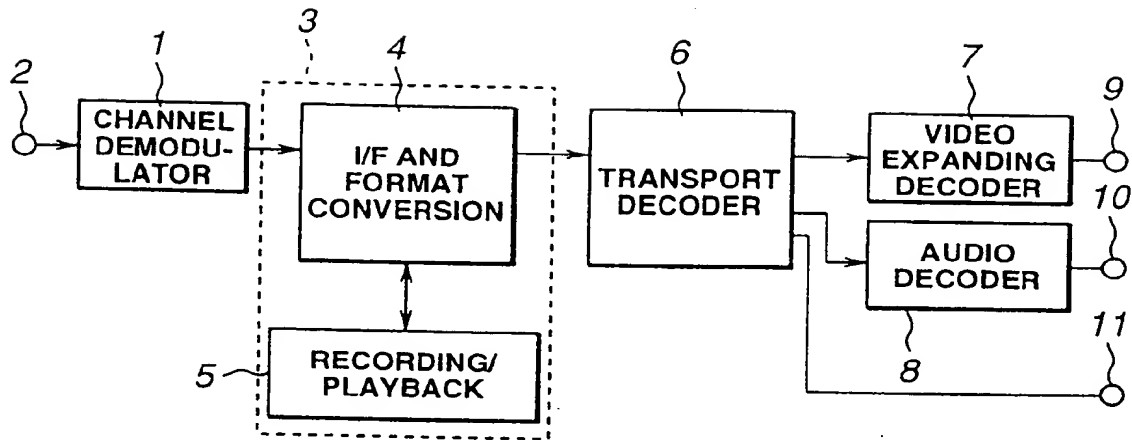 1
2
3
4
6
7
9
CHANNEL
DEMODU-
LATOR
I/F AND
FORMAT
CONVERSION
TRANSPORT
DECODER
VIDEO
EXPANDING
DECODER
10
AUDIO
DECODER
8
11
5
RECORDING/
PLAYBACK